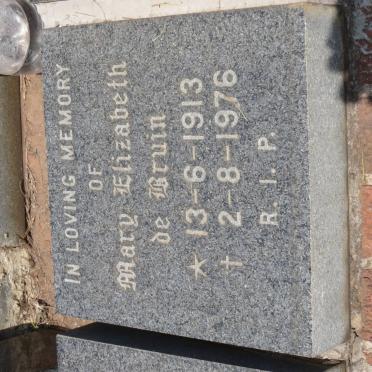 IN LOVING MEMORY
OF
Mary Elizabeth
de Bruin
☆ 13-6-1913
† 2-8-1976
R. I. P.